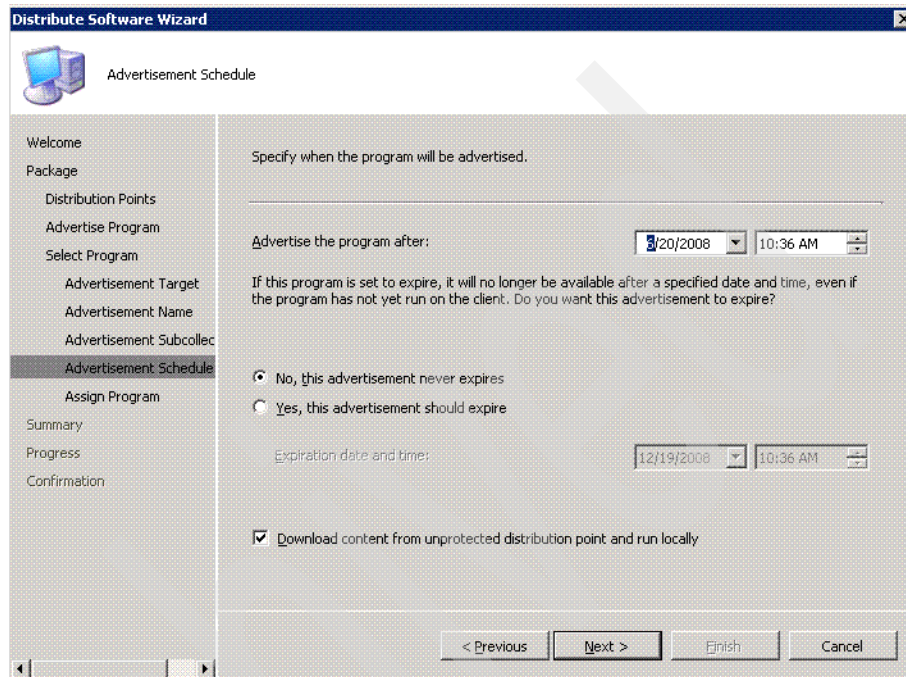 Distribute Software Wizard
Advertisement Schedule
Welcome
Package
Distribution Points
Advertise Program
Select Program
Advertisement Target
Advertisement Name
Advertisement Subcollec
Advertisement Schedule
Assign Program
Summary
Progress
Confirmation
Specify when the program will be advertised.
Advertise the program after:
6/20/2008
10:36 AM
If this program is set to expire, it will no longer be available after a specified date and time, even if
the program has not yet run on the client. Do you want this advertisement to expire?
No, this advertisement never expires
Yes, this advertisement should expire
Expiration date and time:
12/19/2008
10:36 AM
Download content from unprotected distribution point and run locally
< Previous
Next >
Finish
Cancel